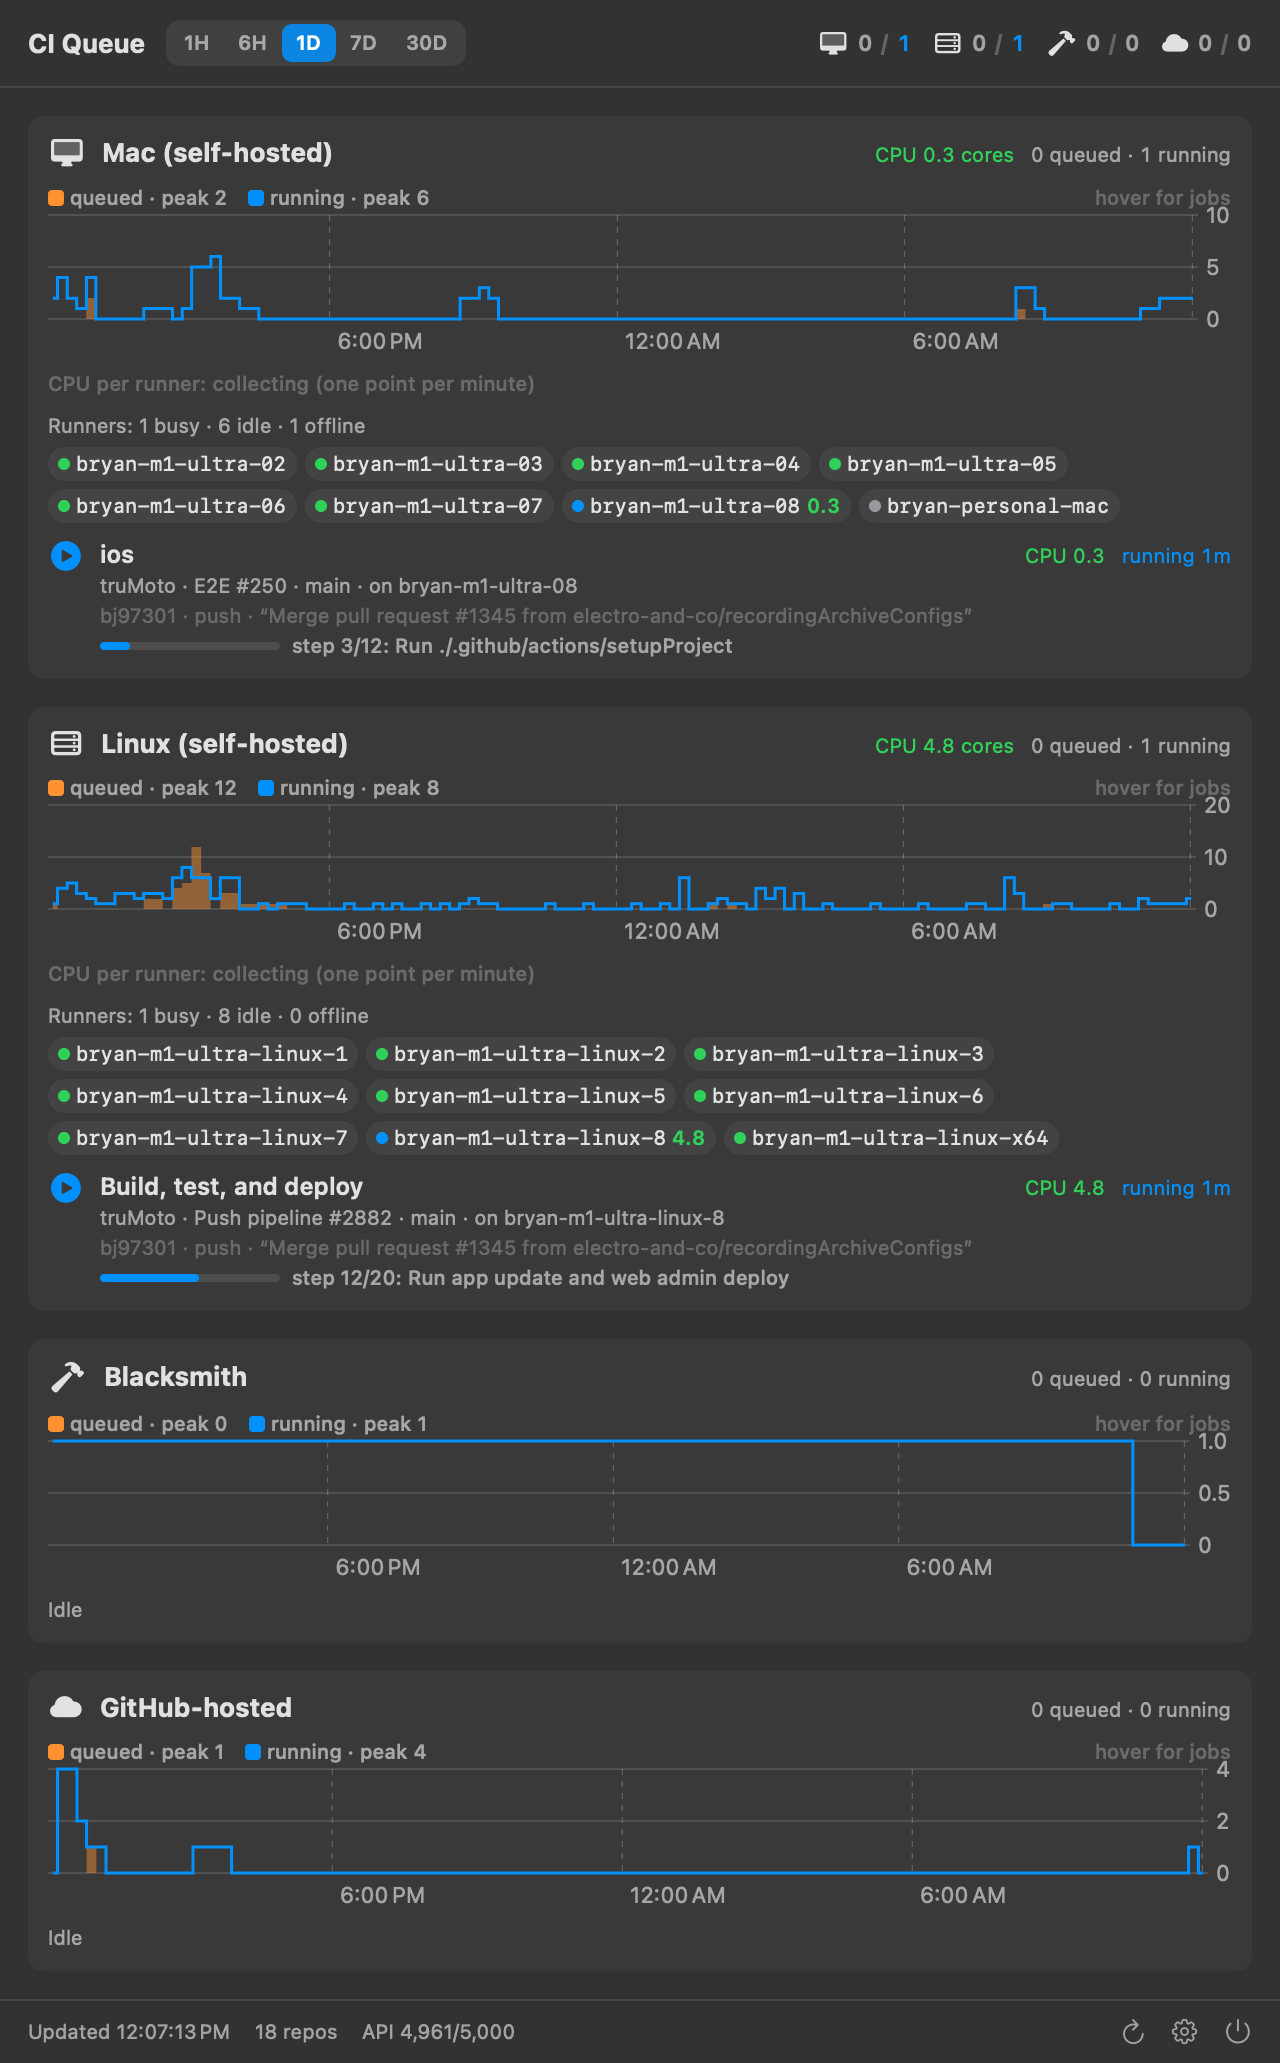 CI Queue 1H 6H 1D 7D 30D 0 / 1 0 / 1 0 / 0 0 / 0
Mac (self-hosted) CPU 0.3 cores 0 queued · 1 running
queued · peak 2 running · peak 6 hover for jobs
10
5
0
6:00 PM 12:00 AM 6:00 AM
CPU per runner: collecting (one point per minute)
Runners: 1 busy · 6 idle · 1 offline
bryan-m1-ultra-02 bryan-m1-ultra-03 bryan-m1-ultra-04 bryan-m1-ultra-05
bryan-m1-ultra-06 bryan-m1-ultra-07 bryan-m1-ultra-08 0.3 bryan-personal-mac
ios CPU 0.3 running 1m
truMoto · E2E #250 · main · on bryan-m1-ultra-08
bj97301 · push · “Merge pull request #1345 from electro-and-co/recordingArchiveConfigs”
step 3/12: Run ./.github/actions/setupProject
Linux (self-hosted) CPU 4.8 cores 0 queued · 1 running
queued · peak 12 running · peak 8 hover for jobs
20
10
0
6:00 PM 12:00 AM 6:00 AM
CPU per runner: collecting (one point per minute)
Runners: 1 busy · 8 idle · 0 offline
bryan-m1-ultra-linux-1 bryan-m1-ultra-linux-2 bryan-m1-ultra-linux-3
bryan-m1-ultra-linux-4 bryan-m1-ultra-linux-5 bryan-m1-ultra-linux-6
bryan-m1-ultra-linux-7 bryan-m1-ultra-linux-8 4.8 bryan-m1-ultra-linux-x64
Build, test, and deploy CPU 4.8 running 1m
truMoto · Push pipeline #2882 · main · on bryan-m1-ultra-linux-8
bj97301 · push · “Merge pull request #1345 from electro-and-co/recordingArchiveConfigs”
step 12/20: Run app update and web admin deploy
Blacksmith 0 queued · 0 running
queued · peak 0 running · peak 1 hover for jobs
1.0
0.5
0
6:00 PM 12:00 AM 6:00 AM
Idle
GitHub-hosted 0 queued · 0 running
queued · peak 1 running · peak 4 hover for jobs
4
2
0
6:00 PM 12:00 AM 6:00 AM
Idle
Updated 12:07:13 PM 18 repos API 4,961/5,000